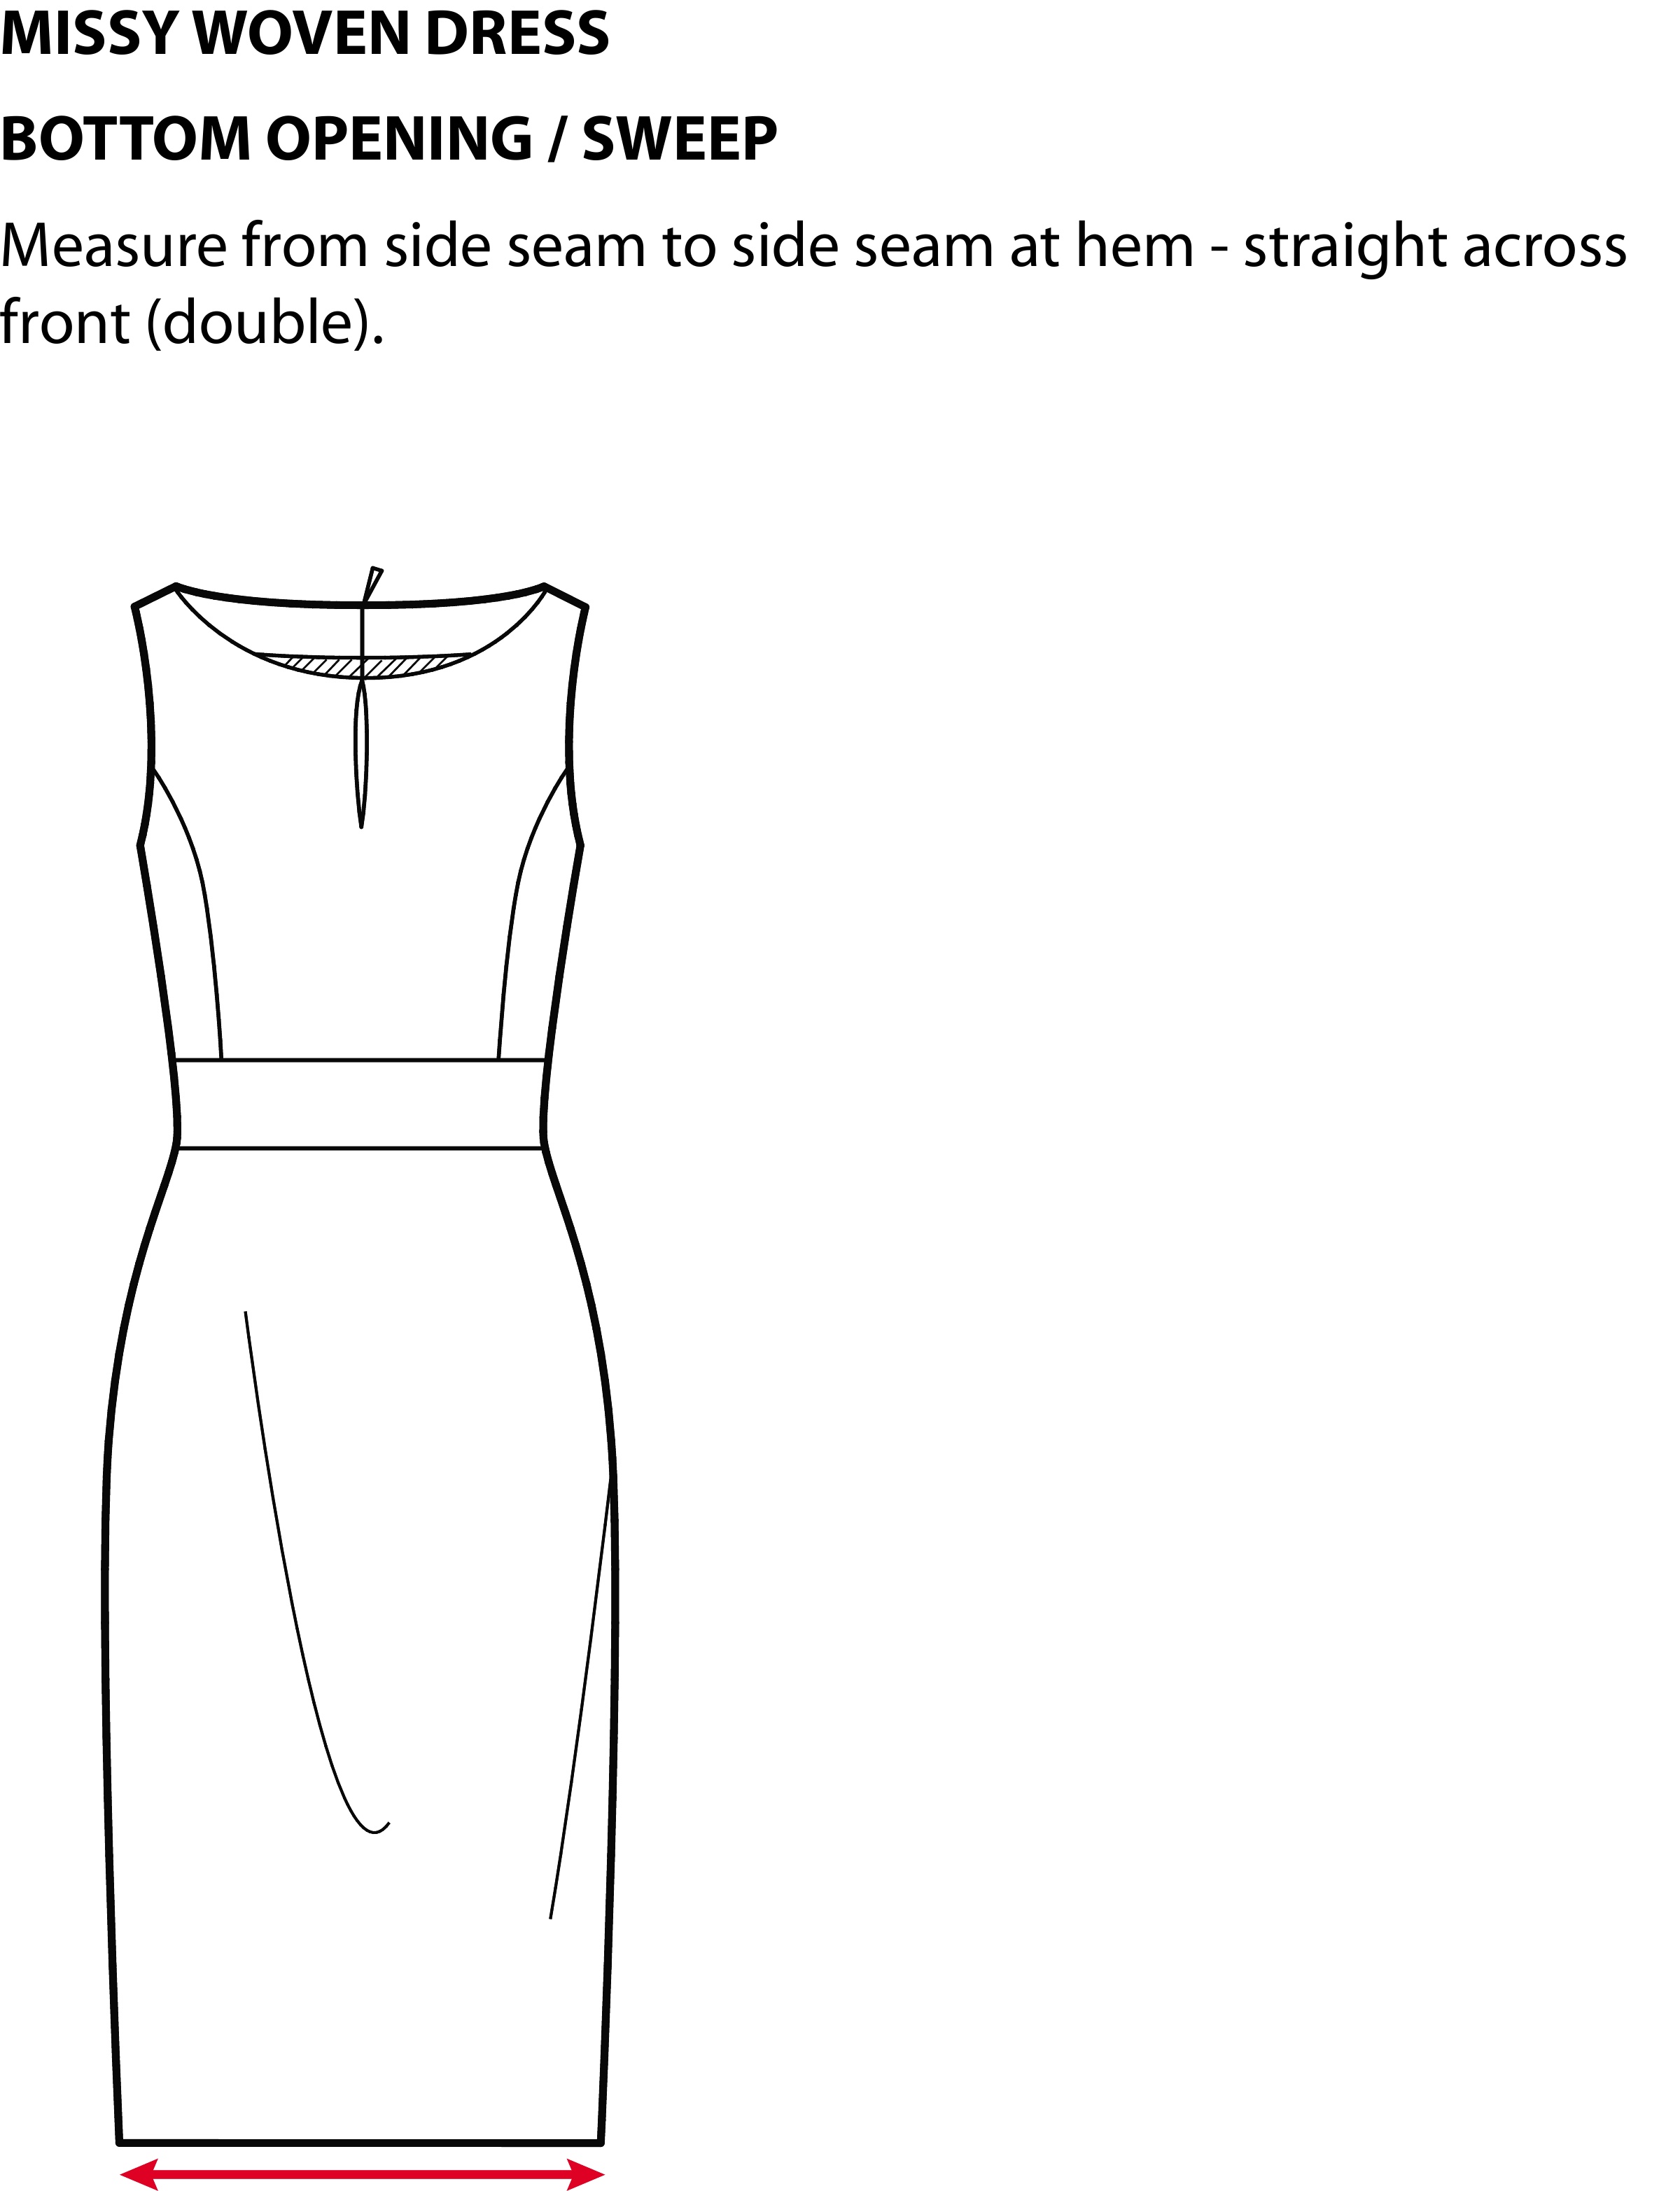 MISSY WOVEN DRESS
BOTTOM OPENING / SWEEP
Measure from side seam to side seam at hem - straight across
front (double).